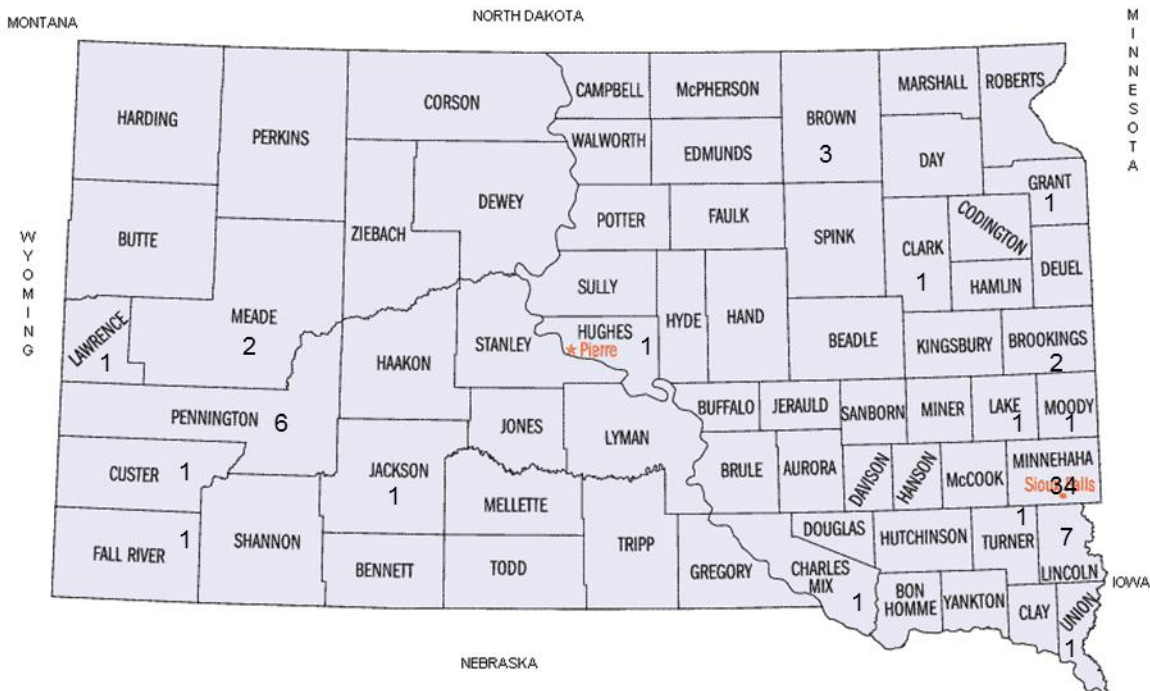 NORTH DAKOTA
MONTANA
MINNESOTA
WYOMING
HARDING
PERKINS
CORSON
CAMPBELL
McPHERSON
BROWN
3
MARSHALL
ROBERTS
WALWORTH
EDMUNDS
DAY
GRANT
1
BUTTE
ZIEBACH
DEWEY
POTTER
FAULK
SPINK
CLARK
1
CODINGTON
DEUEL
HAMLIN
LAWRENCE
1
MEADE
2
HAAKON
STANLEY
SULLY
HUGHES
1
* Pierre
HYDE
HAND
BEADLE
KINGSBURY
BROOKINGS
2
PENNINGTON
6
JONES
LYMAN
BUFFALO
JERAULD
SANBORN
MINER
LAKE
1
MOODY
1
CUSTER
1
JACKSON
1
MELLETTE
BRULE
AURORA
DAVISON
HANSON
McCOOK
MINNEHAHA
34
Sioux Falls
FALL RIVER
1
SHANNON
BENNETT
TODD
TRIPP
GREGORY
DOUGLAS
CHARLES
MIX
1
HUTCHINSON
1
TURNER
7
LINCOLN
BON
HOMME
YANKTON
CLAY
UNION
1
IOWA
NEBRASKA